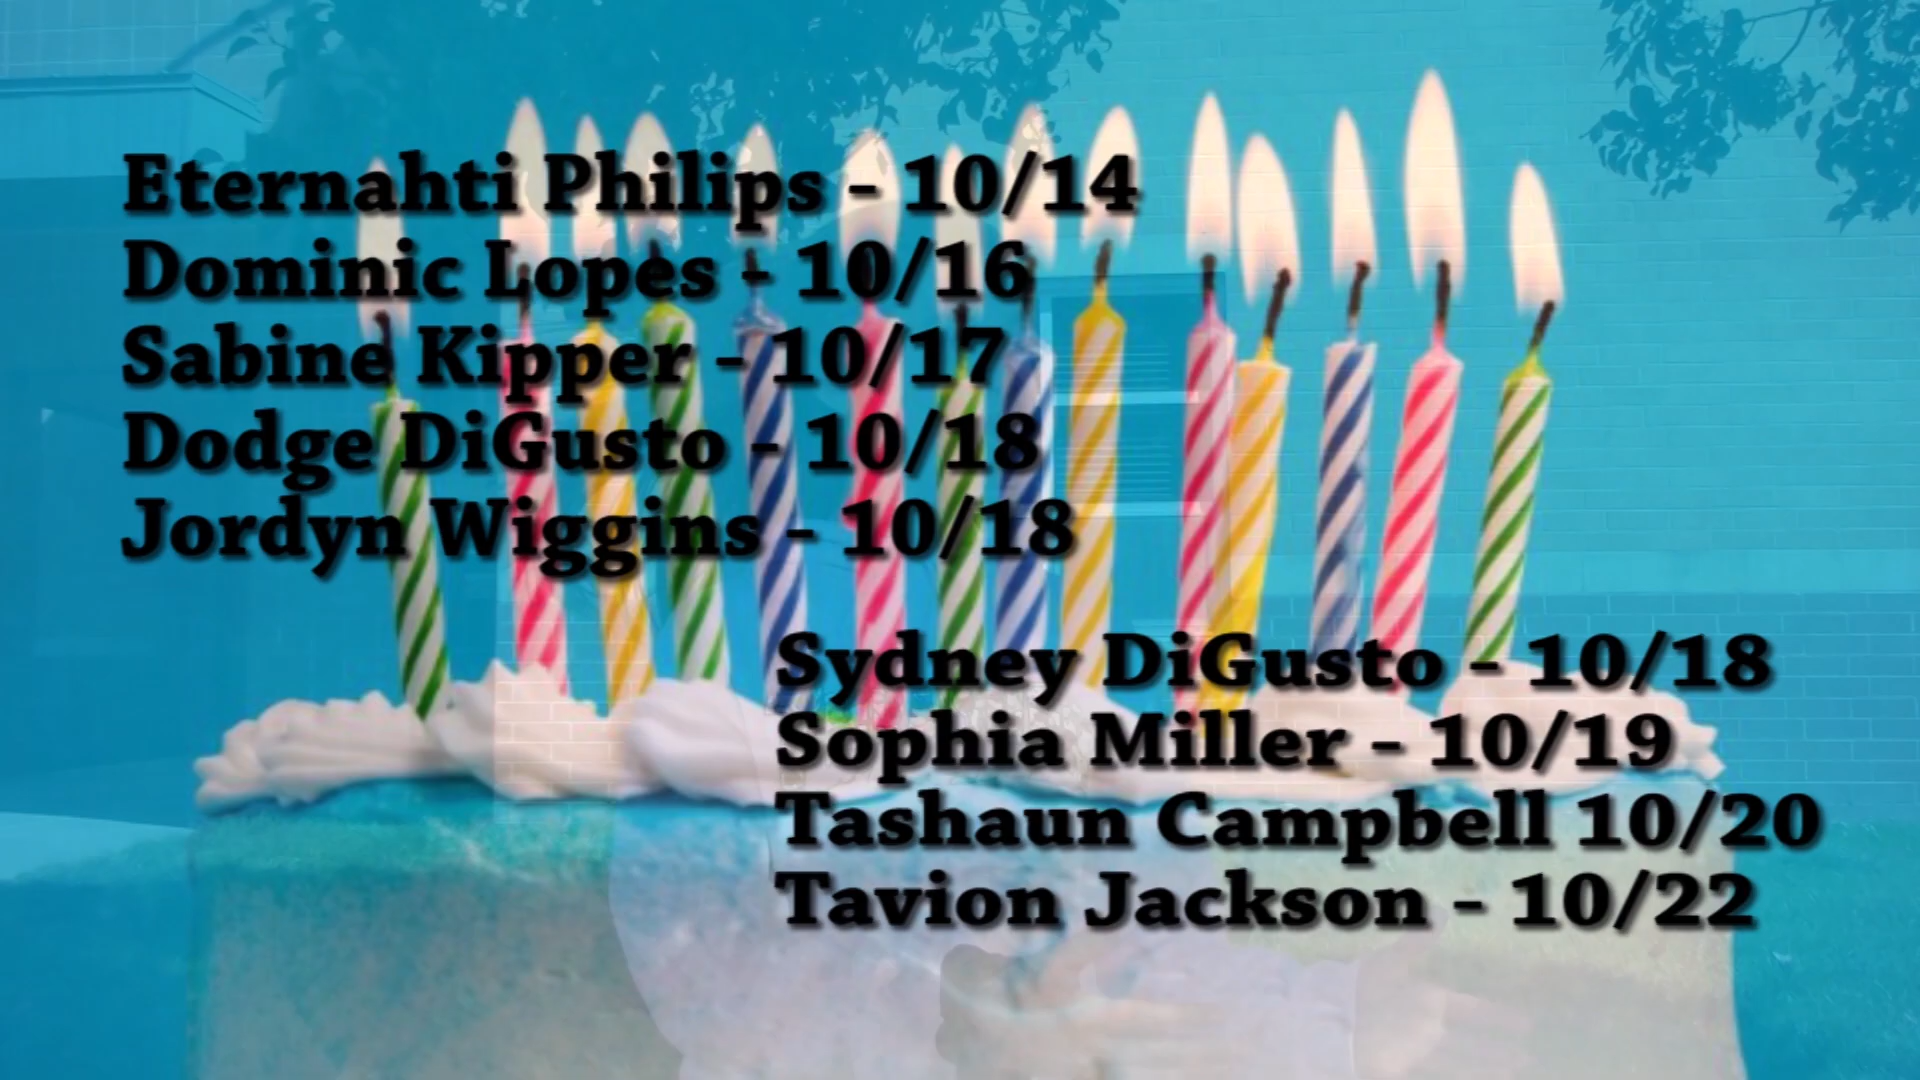 Eternahti Philips - 10/14
Dominic Lopes - 10/16
Sabine Kipper - 10/17
Dodge DiGusto - 10/18
Jordyn Wiggins - 10/18
Sydney DiGusto - 10/18
Sophia Miller - 10/19
Tashaun Campbell 10/20
Tavion Jackson - 10/22